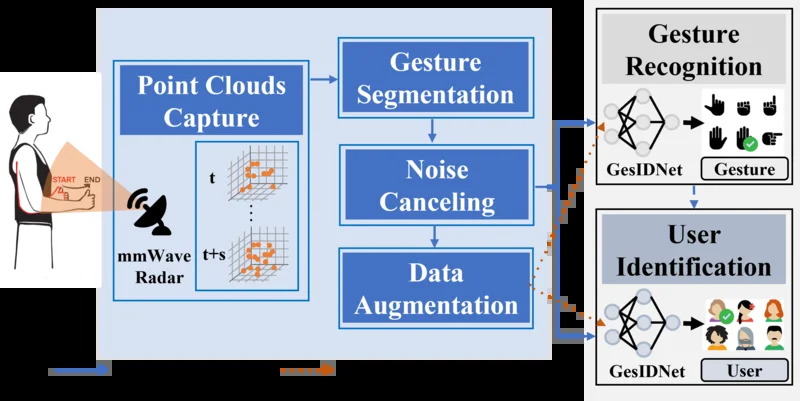 START END
mmWave
Radar
Point Clouds
Capture
t
t+s
Gesture
Segmentation
Noise
Canceling
Data
Augmentation
Gesture
Recognition
GesIDNet
Gesture
User
Identification
GesIDNet
User